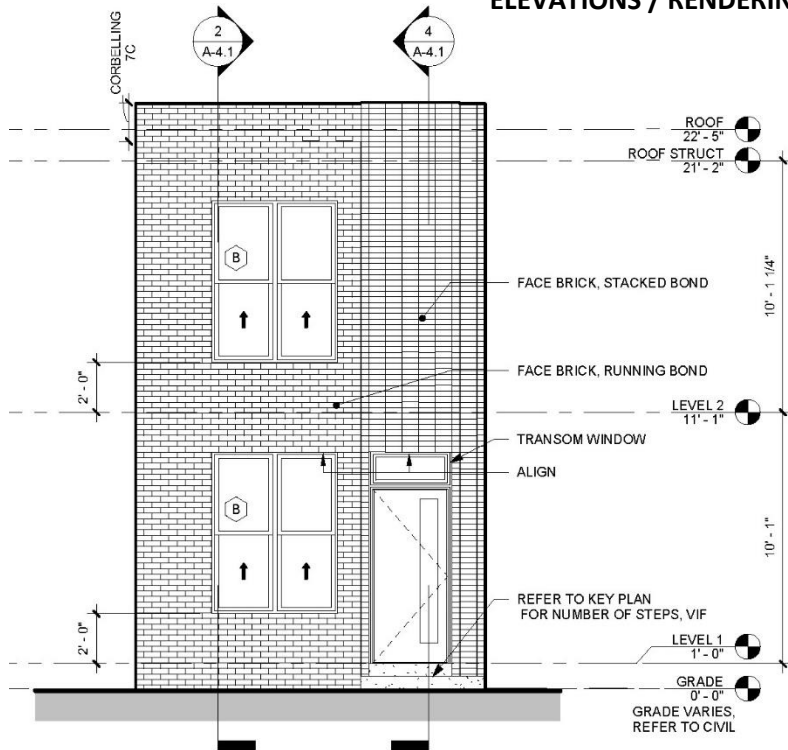 ELEVATIONS / RENDERIN
2
A-4.1
4
A-4.1
CORBELLING
7C
ROOF
22' - 5"
ROOF STRUCT
21' - 2"
B
10' - 1 1/4"
FACE BRICK, STACKED BOND
FACE BRICK, RUNNING BOND
2' - 0"
LEVEL 2
11' - 1"
TRANSOM WINDOW
ALIGN
B
10' - 1"
REFER TO KEY PLAN
FOR NUMBER OF STEPS, VIF
2' - 0"
LEVEL 1
1' - 0"
GRADE
0' - 0"
GRADE VARIES,
REFER TO CIVIL